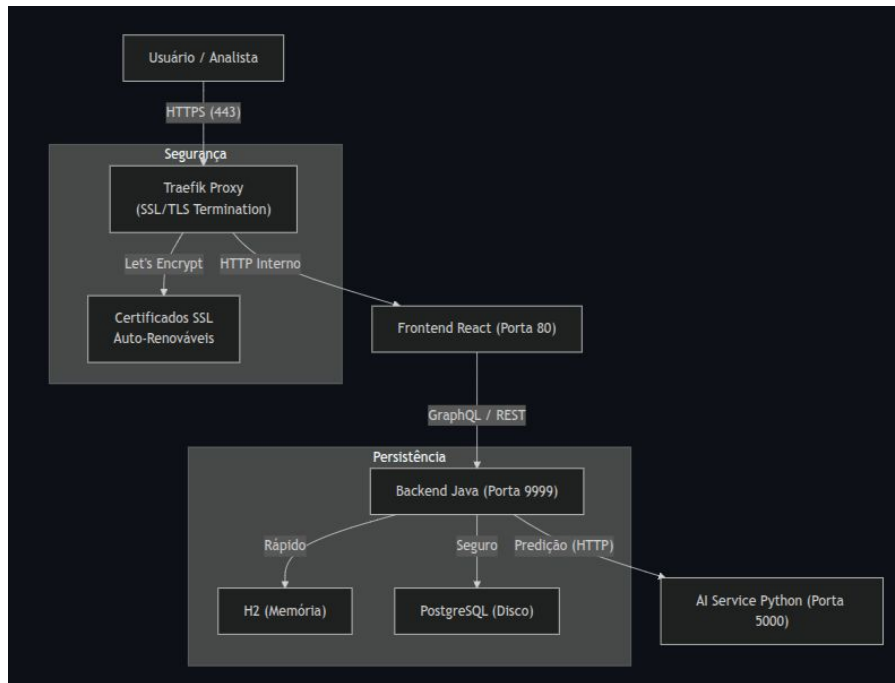 Usuário / Analista
HTTPS (443)
Segurança
Traefik Proxy
(SSL/TLS Termination)
Let's Encrypt
HTTP Interno
Certificados SSL
Auto-Renováveis
Frontend React (Porta 80)
GraphQL / REST
Persistência
Backend Java (Porta 9999)
Rápido
Seguro
Predição (HTTP)
H2 (Memória)
PostgreSQL (Disco)
AI Service Python (Porta
5000)